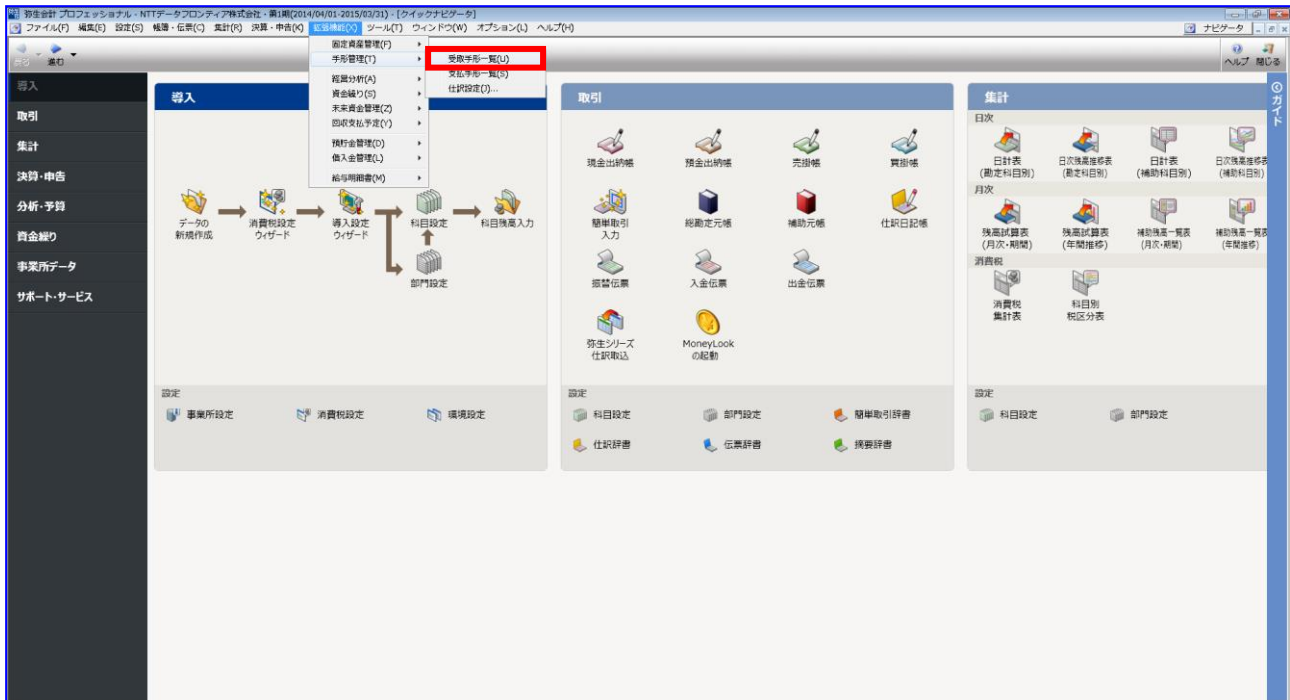 弥生会計 プロフェッショナル - NTTデータフロンティア株式会社 - 第1期(2014/04/01-2015/03/31) - [クイックナビゲータ]
ファイル(F) 編集(E) 設定(S) 帳簿・伝票(C) 集計(R) 決算・申告(K) 拡張機能(X) ツール(T) ウィンドウ(W) オプション(L) ヘルプ(H) ナビゲータ
戻る 進む ヘルプ 閉じる
固定資産管理(F)
手形管理(T)
経営分析(A)
資金繰り(S)
未来資金管理(Z)
回収支払予定(Y)
預貯金管理(D)
借入金管理(L)
給与明細書(M)
受取手形一覧(U)
支払手形一覧(S)
仕訳設定(J)...
導入
取引
集計
決算・申告
分析・予算
資金繰り
事業所データ
サポート・サービス
導入
データの
新規作成
消費税設定
ウィザード
導入設定
ウィザード
科目設定
科目残高入力
部門設定
設定
事業所設定 消費税設定 環境設定
取引
現金出納帳 預金出納帳 売掛帳 買掛帳
簡単取引
入力
総勘定元帳 補助元帳 仕訳日記帳
振替伝票 入金伝票 出金伝票
弥生シリーズ
仕訳取込
MoneyLook
の起動
設定
科目設定 部門設定 簡単取引辞書
仕訳辞書 伝票辞書 摘要辞書
集計
日次
日計表
(勘定科目別)
日次残高推移表
(勘定科目別)
日計表
(補助科目別)
日次残高推移表
(補助科目別)
月次
残高試算表
(月次・期間)
残高試算表
(年間推移)
補助残高一覧表
(月次・期間)
補助残高一覧表
(年間推移)
消費税
消費税
集計表
科目別
税区分表
設定
科目設定 部門設定
ガイド